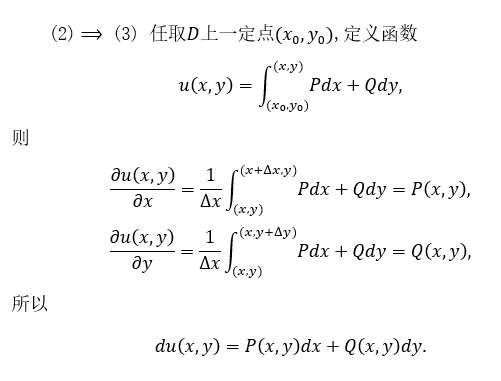 (2) ⟹ (3) 任取D上一定点(x₀,y₀),定义函数
u(x,y) = ∫_{(x₀,y₀)}^{(x,y)} Pdx + Qdy,
则
∂u(x,y)/∂x = 1/Δx ∫_{(x,y)}^{(x+Δx,y)} Pdx + Qdy = P(x,y),
∂u(x,y)/∂y = 1/Δx ∫_{(x,y)}^{(x,y+Δy)} Pdx + Qdy = Q(x,y),
所以
du(x,y) = P(x,y)dx + Q(x,y)dy.